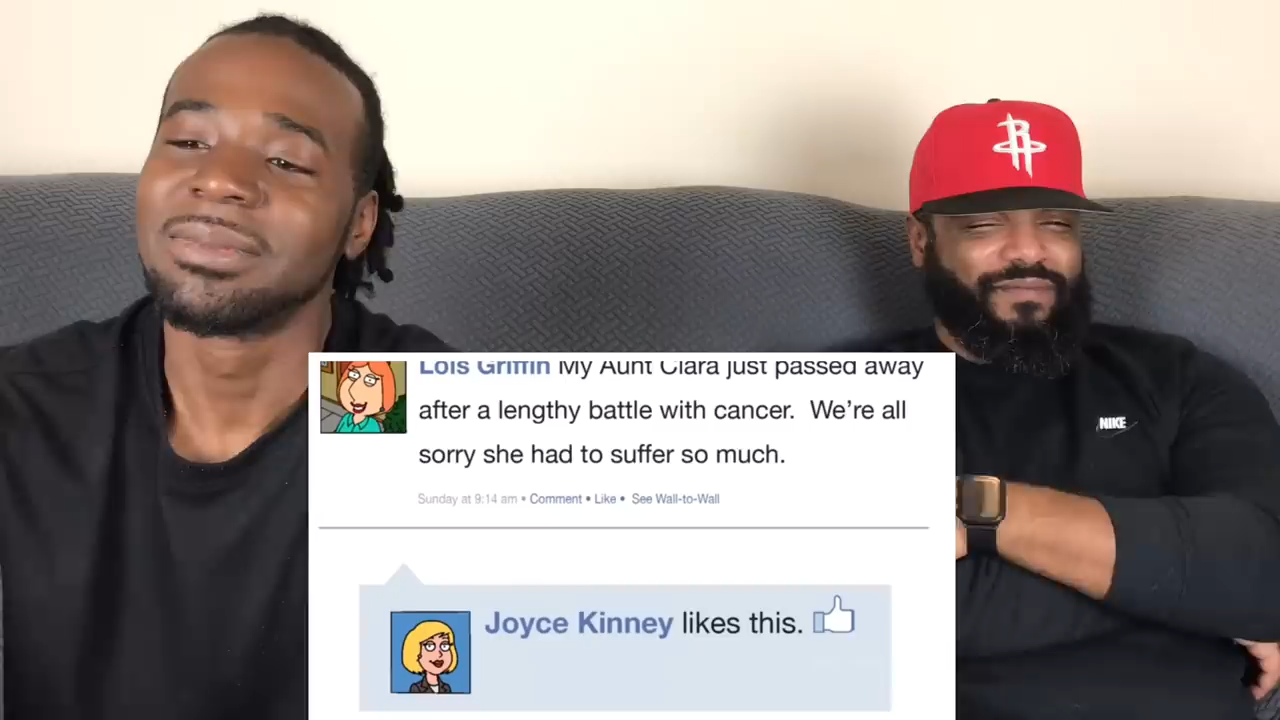 Lois Griffin My Aunt Clara just passed away
after a lengthy battle with cancer.  We’re all
sorry she had to suffer so much.
Sunday at 9:14 am • Comment • Like •  See Wall-to-Wall
Joyce Kinney likes this.
R
NIKE